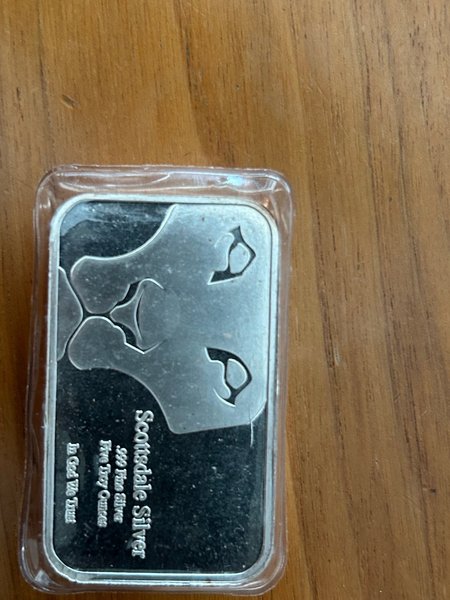 Scottsdale Silver
.999 Fine Silver
Five Troy Ounces
In God We Trust